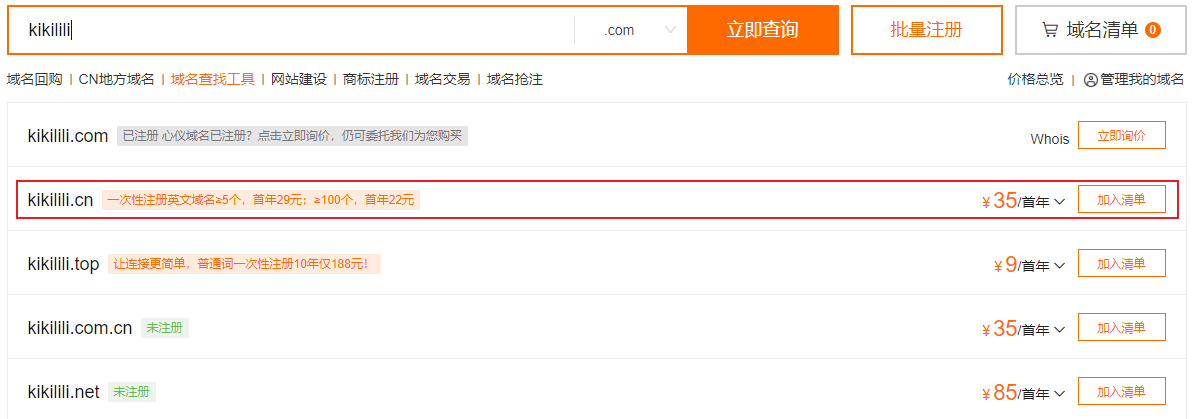 kikilili .com 立即查询 批量注册 域名清单 0
域名回购 | CN地方域名 | 域名查找工具 | 网站建设 | 商标注册 | 域名交易 | 域名抢注 价格总览 | 管理我的域名
kikilili.com 已注册 心仪域名已注册？点击立即询价，仍可委托我们为您购买 Whois 立即询价
kikilili.cn 一次性注册英文域名≥5个，首年29元；≥100个，首年22元 ¥35/首年 加入清单
kikilili.top 让连接更简单，普通词一次性注册10年仅188元！ ¥9/首年 加入清单
kikilili.com.cn 未注册 ¥35/首年 加入清单
kikilili.net 未注册 ¥85/首年 加入清单